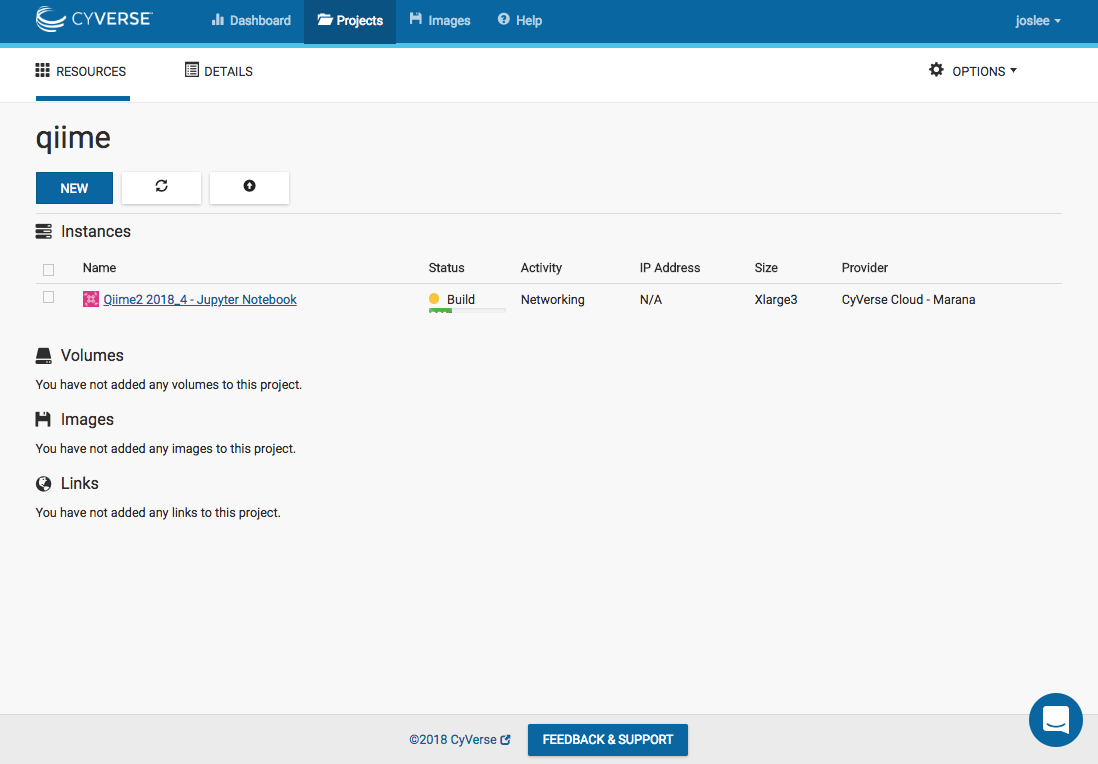 CYVERSE Dashboard Projects Images Help joslee
RESOURCES DETAILS OPTIONS
qiime
NEW
Instances
Name Status Activity IP Address Size Provider
Qiime2 2018_4 - Jupyter Notebook Build Networking N/A Xlarge3 CyVerse Cloud - Marana
Volumes
You have not added any volumes to this project.
Images
You have not added any images to this project.
Links
You have not added any links to this project.
©2018 CyVerse FEEDBACK & SUPPORT